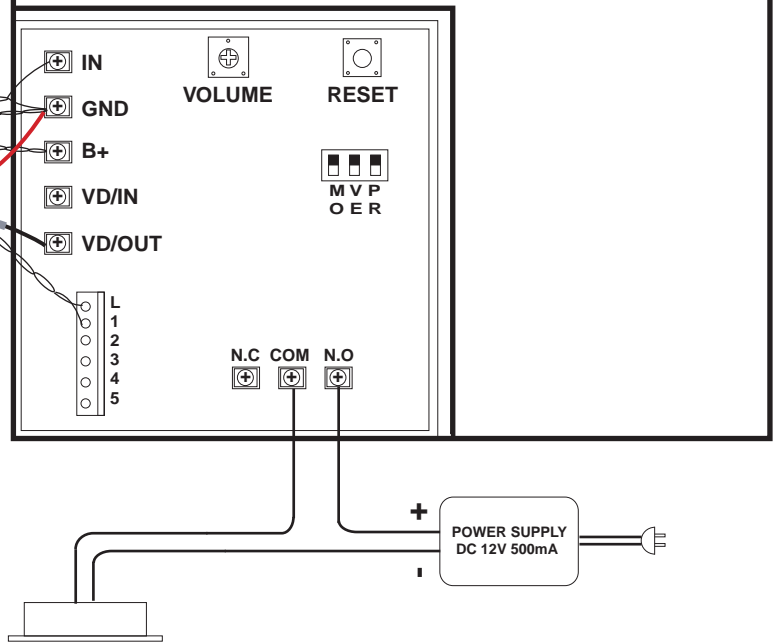 IN
VOLUME
RESET
GND
B+
M V P
O E R
VD/IN
VD/OUT
L
1
2
3
4
5
N.C COM N.O
+
POWER SUPPLY
DC 12V 500mA
-